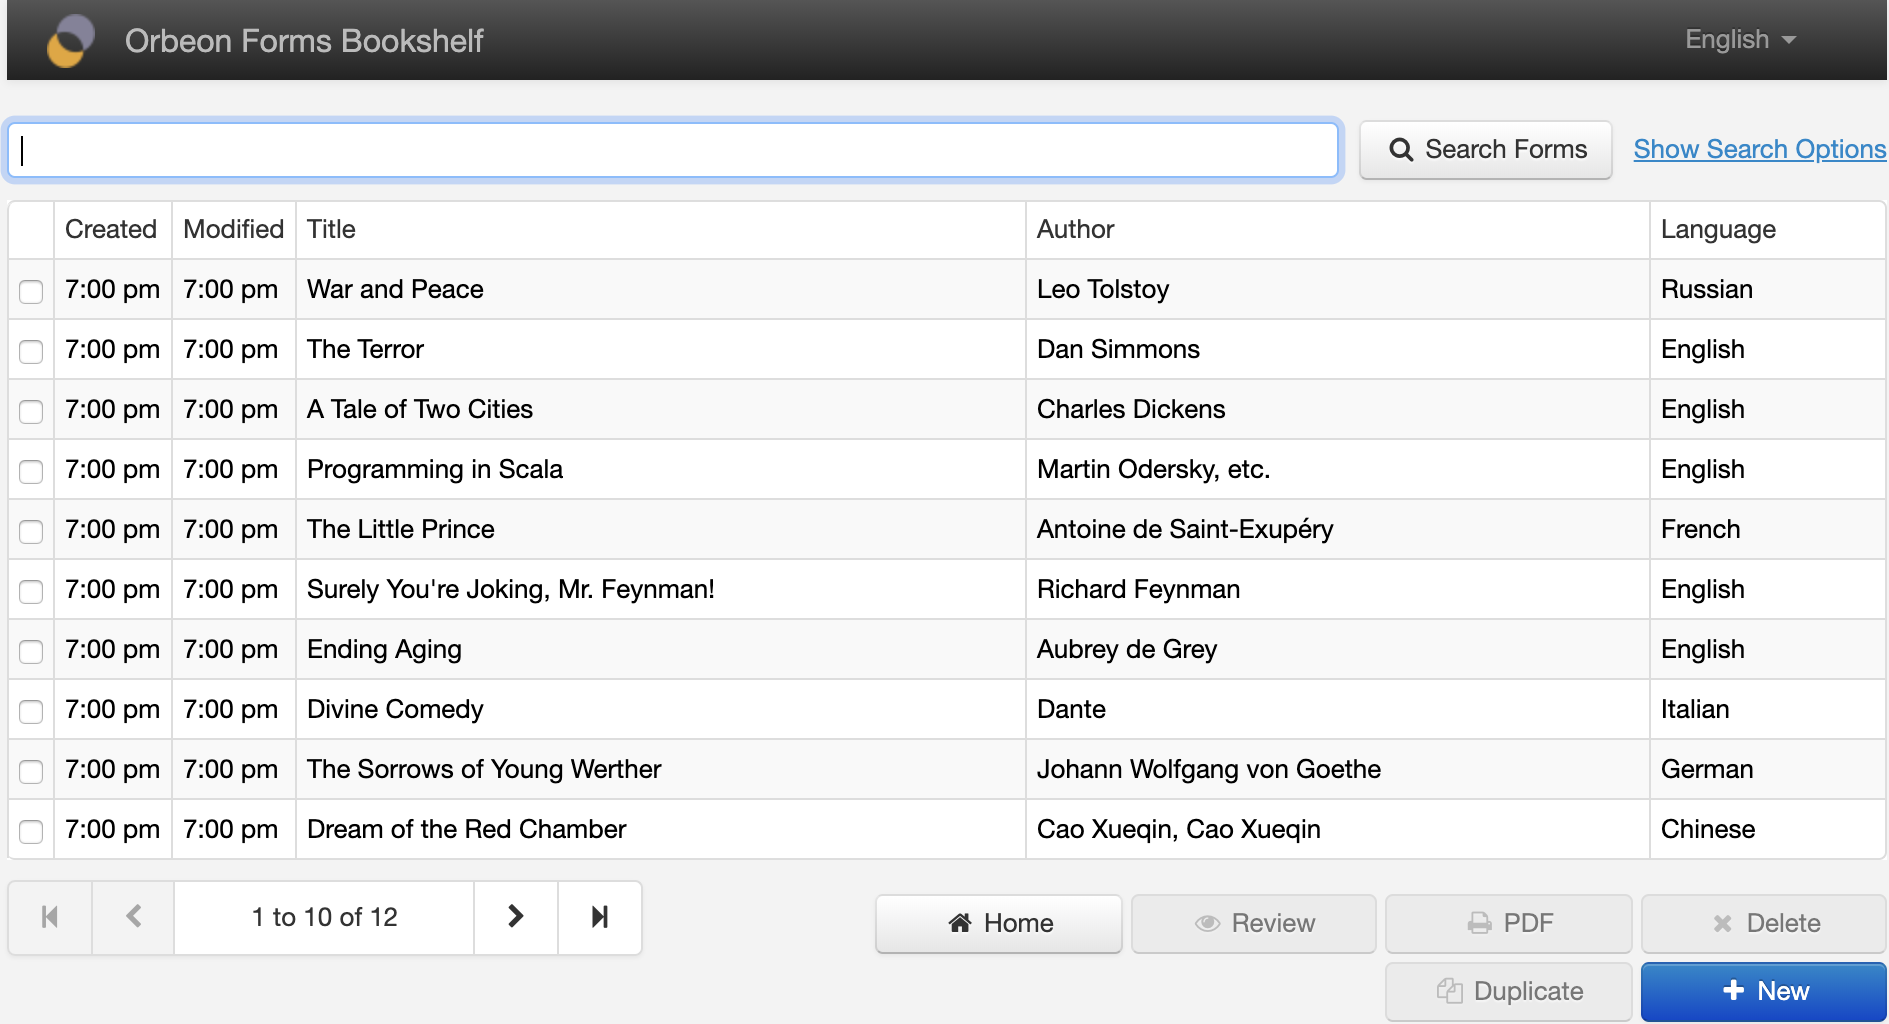 Orbeon Forms Bookshelf English
Search Forms Show Search Options
Created Modified Title Author Language
7:00 pm 7:00 pm War and Peace Leo Tolstoy Russian
7:00 pm 7:00 pm The Terror Dan Simmons English
7:00 pm 7:00 pm A Tale of Two Cities Charles Dickens English
7:00 pm 7:00 pm Programming in Scala Martin Odersky, etc. English
7:00 pm 7:00 pm The Little Prince Antoine de Saint-Exupéry French
7:00 pm 7:00 pm Surely You're Joking, Mr. Feynman! Richard Feynman English
7:00 pm 7:00 pm Ending Aging Aubrey de Grey English
7:00 pm 7:00 pm Divine Comedy Dante Italian
7:00 pm 7:00 pm The Sorrows of Young Werther Johann Wolfgang von Goethe German
7:00 pm 7:00 pm Dream of the Red Chamber Cao Xueqin, Cao Xueqin Chinese
1 to 10 of 12 Home Review PDF Delete
Duplicate New